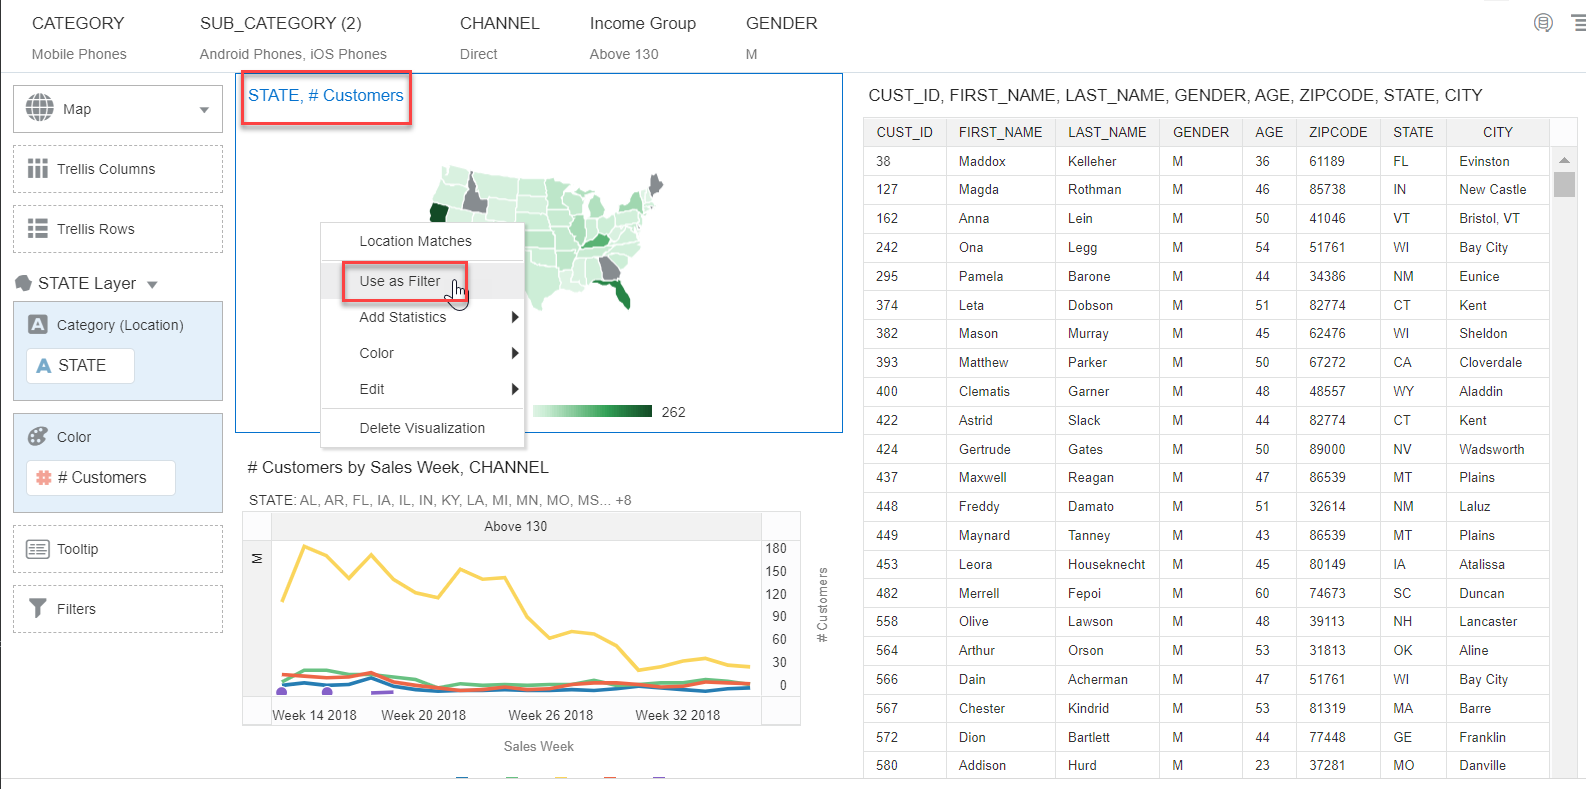 CATEGORY SUB_CATEGORY (2) CHANNEL Income Group GENDER
Mobile Phones Android Phones, iOS Phones Direct Above 130 M
Map
Trellis Columns
Trellis Rows
STATE Layer
A Category (Location)
A STATE
Color
# Customers
Tooltip
Filters
STATE, # Customers
Location Matches
Use as Filter
Add Statistics
Color
Edit
Delete Visualization
262
# Customers by Sales Week, CHANNEL
STATE: AL, AR, FL, IA, IL, IN, KY, LA, MI, MN, MO, MS... +8
Above 130
M
180
150
120
90
60
30
0
# Customers
Week 14 2018 Week 20 2018 Week 26 2018 Week 32 2018
Sales Week
CUST_ID, FIRST_NAME, LAST_NAME, GENDER, AGE, ZIPCODE, STATE, CITY
CUST_ID FIRST_NAME LAST_NAME GENDER AGE ZIPCODE STATE CITY
38 Maddox Kelleher M 36 61189 FL Evinston
127 Magda Rothman M 46 85738 IN New Castle
162 Anna Lein M 50 41046 VT Bristol, VT
242 Ona Legg M 54 51761 WI Bay City
295 Pamela Barone M 44 34386 NM Eunice
374 Leta Dobson M 51 82774 CT Kent
382 Mason Murray M 45 62476 WI Sheldon
393 Matthew Parker M 50 67272 CA Cloverdale
400 Clematis Garner M 48 48557 WY Aladdin
422 Astrid Slack M 44 82774 CT Kent
424 Gertrude Gates M 50 89000 NV Wadsworth
437 Maxwell Reagan M 47 86539 MT Plains
448 Freddy Damato M 51 32614 NM Laluz
449 Maynard Tanney M 43 86539 MT Plains
453 Leora Houseknecht M 45 80149 IA Atalissa
482 Merrell Fepoi M 60 74673 SC Duncan
558 Olive Lawson M 48 39113 NH Lancaster
564 Arthur Orson M 53 31813 OK Aline
566 Dain Acherman M 47 51761 WI Bay City
567 Chester Kindrid M 53 81319 MA Barre
572 Dion Bartlett M 44 77448 GE Franklin
580 Addison Hurd M 23 37281 MO Danville